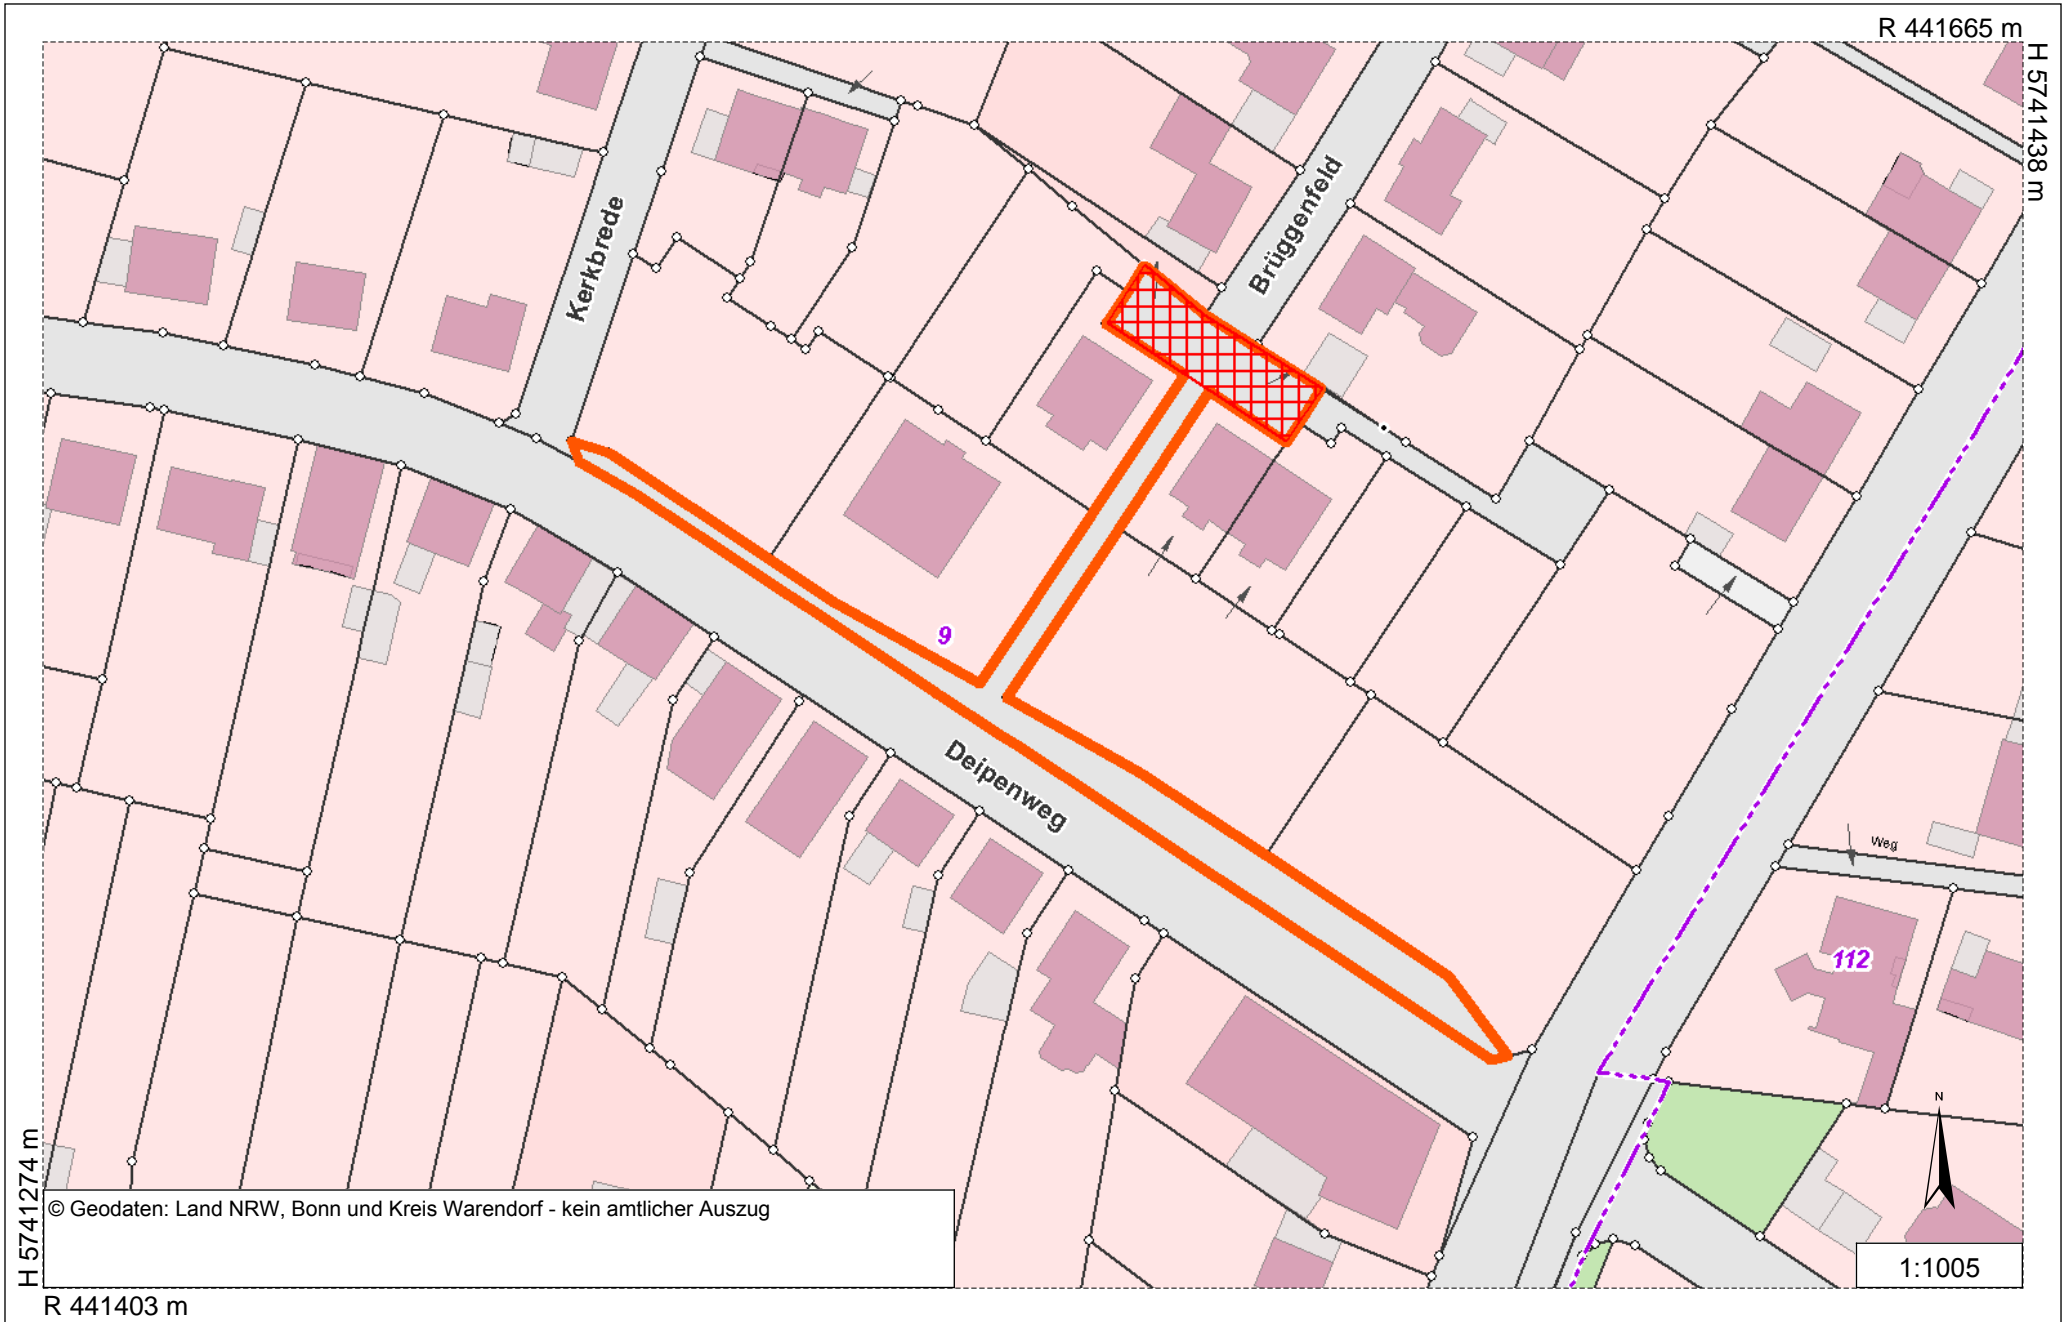 R 441665 m
H 5741438 m
Kerkbrede
Brüggenfeld
9
Deipenweg
Weg
112
N
H 5741274 m
© Geodaten: Land NRW, Bonn und Kreis Warendorf - kein amtlicher Auszug
1:1005
R 441403 m